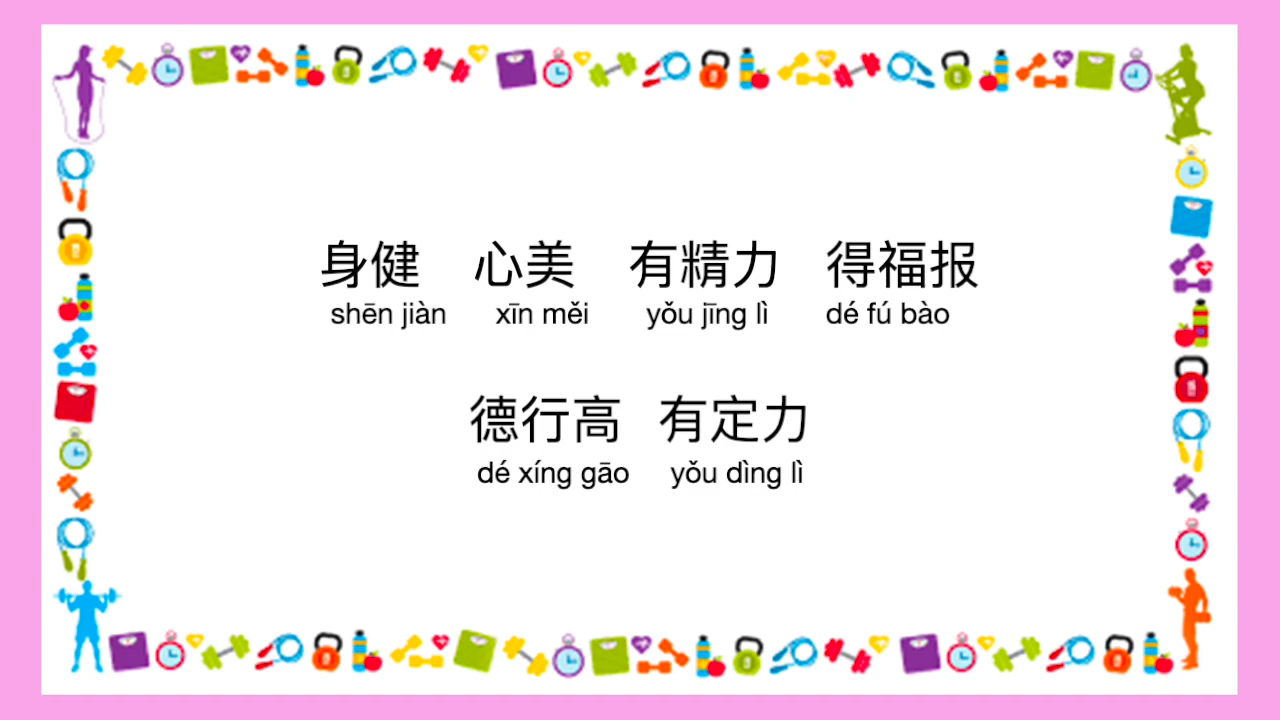 身健 心美 有精力 得福报
shēn jiàn xīn měi yǒu jīng lì dé fú bào
德行高 有定力
dé xíng gāo yǒu dìng lì